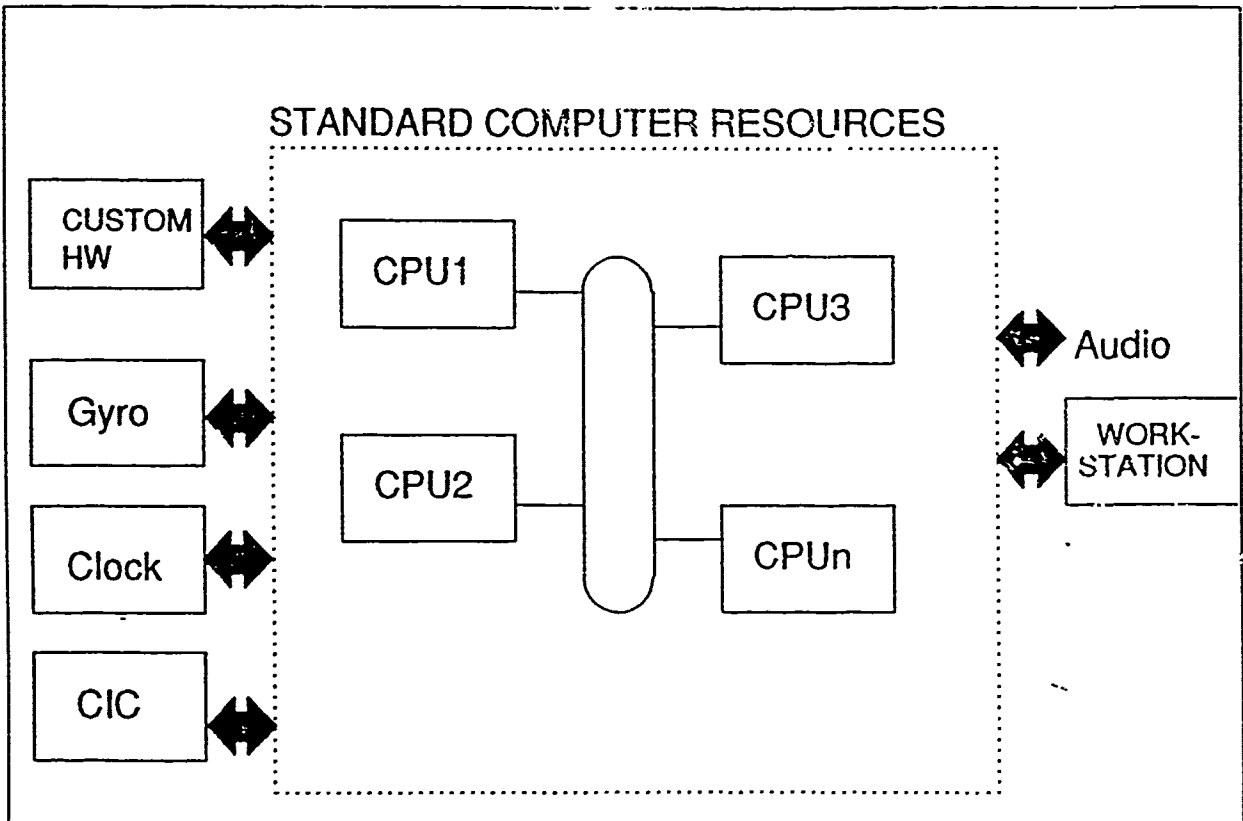 STANDARD COMPUTER RESOURCES
CUSTOM
HW
Gyro
Clock
CIC
CPU1
CPU2
CPU3
CPUn
Audio
WORK-
STATION